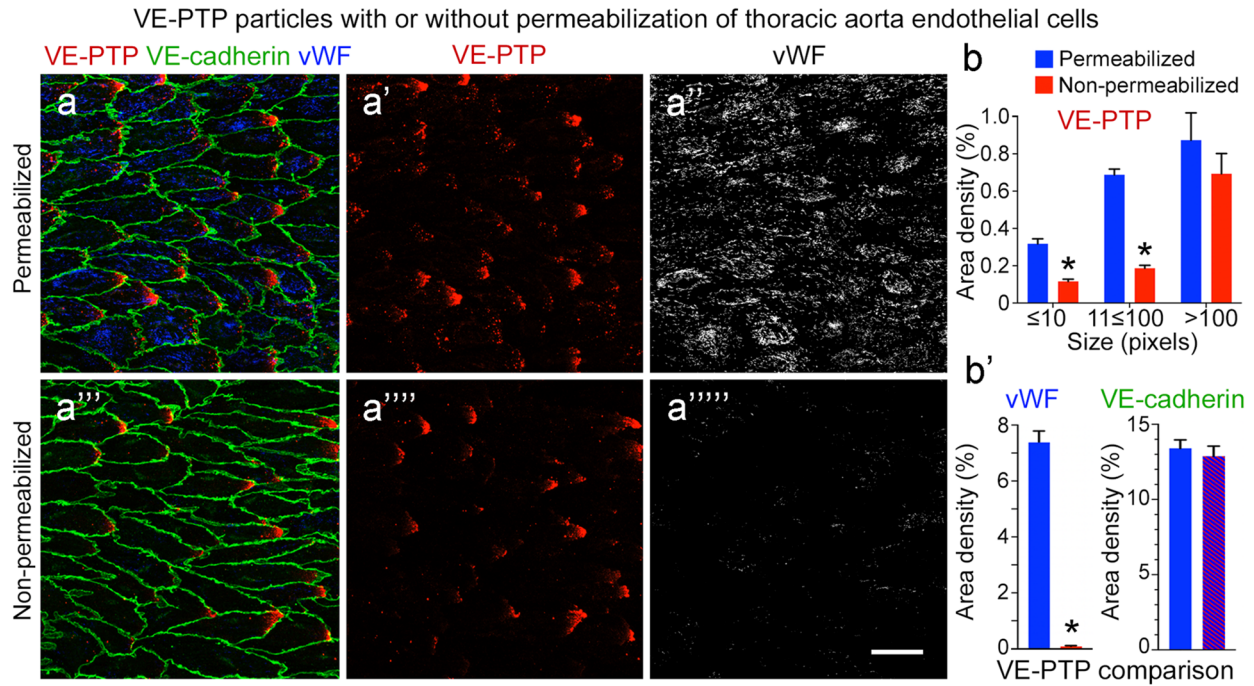 VE-PTP particles with or without permeabilization of thoracic aorta endothelial cells
VE-PTP VE-cadherin vWF
VE-PTP
vWF
Permeabilized
a
a'
a''
Non-permeabilized
a'''
a''''
a'''''
b
Permeabilized
Non-permeabilized
VE-PTP
Area density (%)
1.0
0.8
0.6
0.4
0.2
0
*
*
≤10 11≤100 >100
Size (pixels)
b'
vWF
Area density (%)
8
6
4
2
0
*
VE-cadherin
Area density (%)
15
10
5
0
VE-PTP comparison